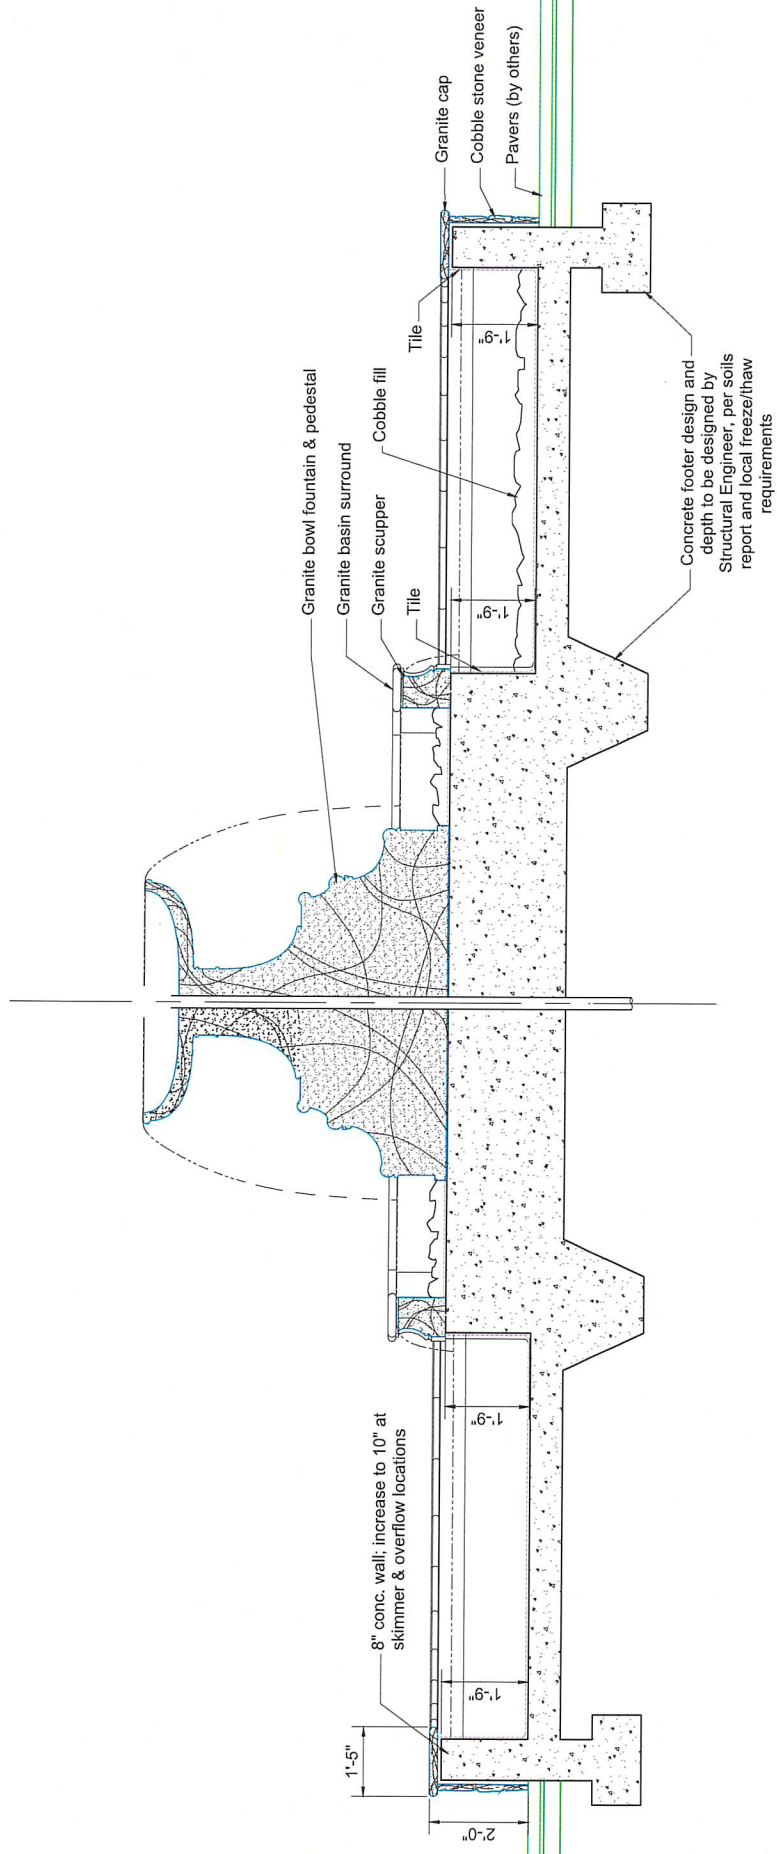 Granite bowl fountain & pedestal
Granite basin surround
Granite scupper
Tile
Cobble fill
Tile
Granite cap
Cobble stone veneer
Pavers (by others)
8" conc. wall; increase to 10" at
skimmer & overflow locations
1'-5"
2'-0"
1'-9"
1'-9"
1'-9"
1'-9"
Concrete footer design and
depth to be designed by
Structural Engineer, per soils
report and local freeze/thaw
requirements